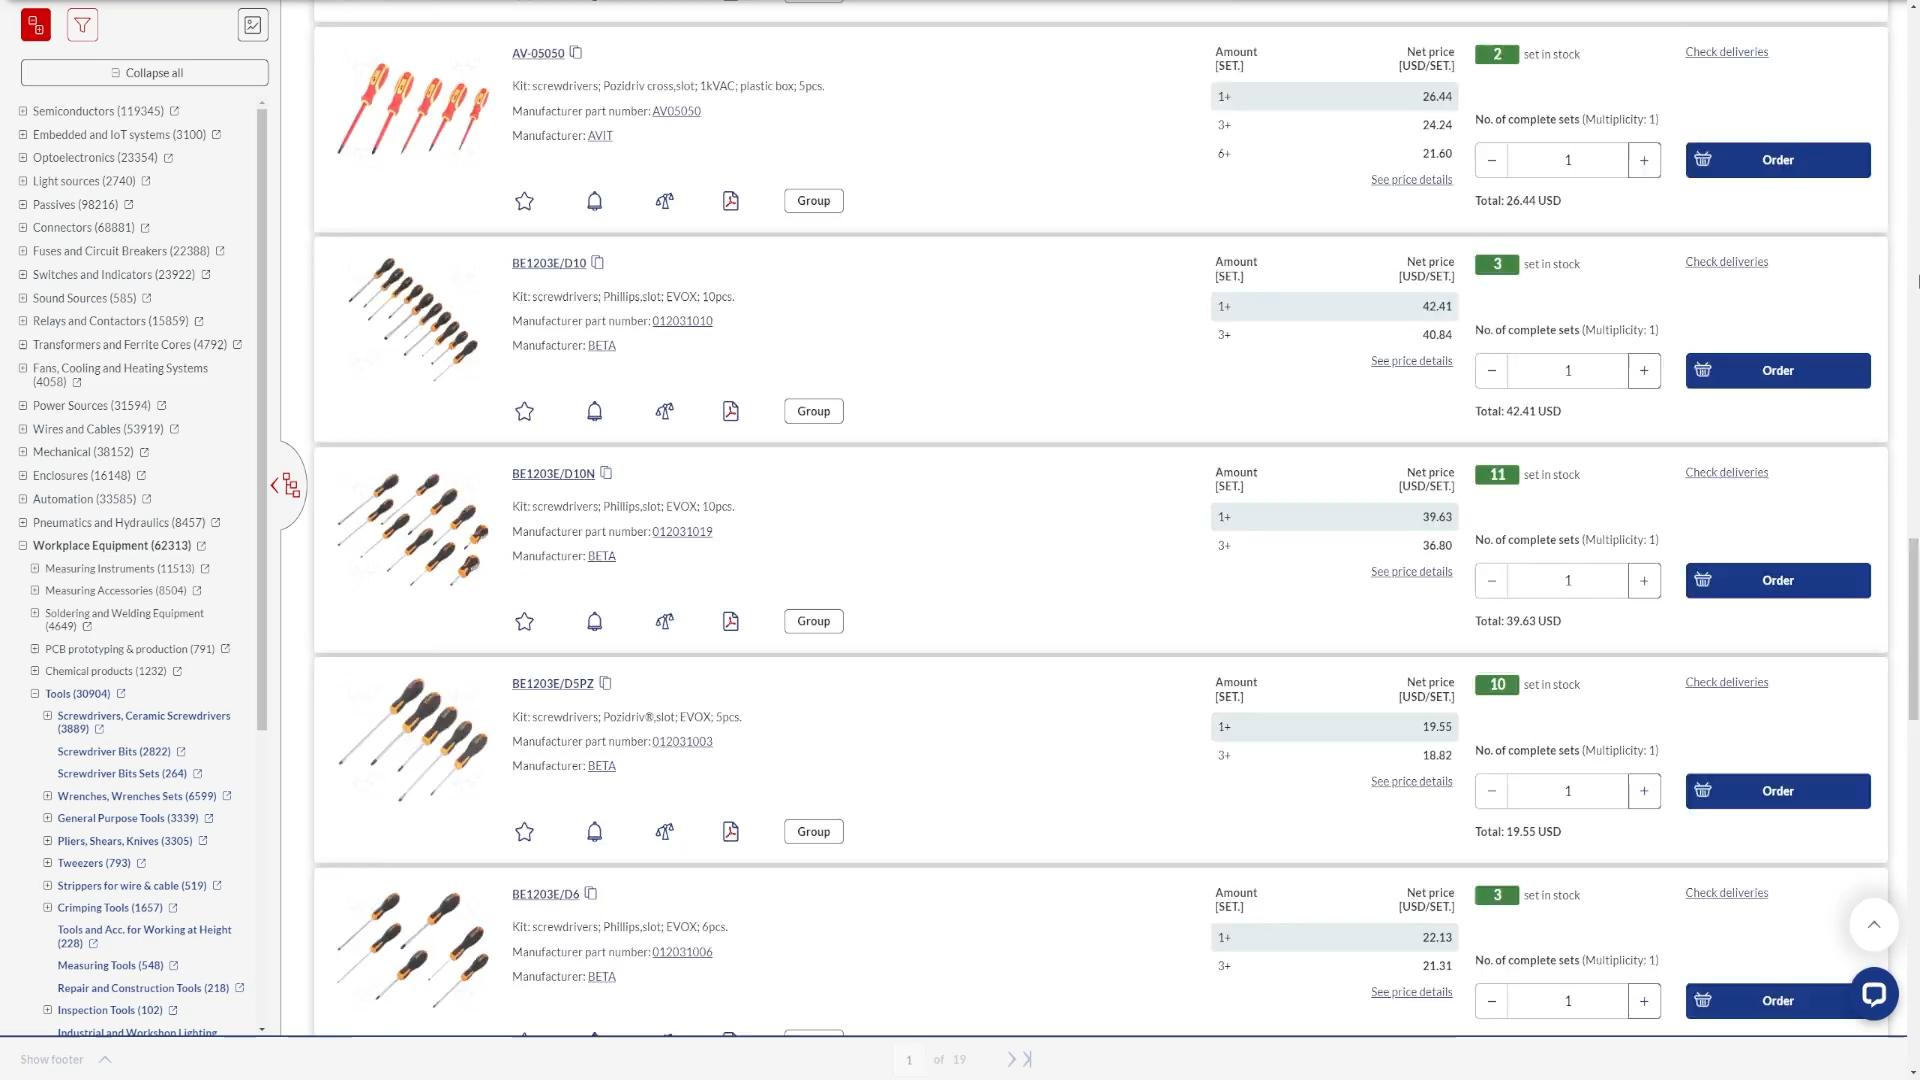 Collapse all
Semiconductors (119345)
Embedded and IoT systems (3100)
Optoelectronics (23354)
Light sources (2740)
Passives (98216)
Connectors (68881)
Fuses and Circuit Breakers (22388)
Switches and Indicators (23922)
Sound Sources (585)
Relays and Contactors (15859)
Transformers and Ferrite Cores (4792)
Fans, Cooling and Heating Systems
(4058)
Power Sources (31594)
Wires and Cables (53919)
Mechanical (38152)
Enclosures (16148)
Automation (33585)
Pneumatics and Hydraulics (8457)
Workplace Equipment (62313)
Measuring Instruments (11513)
Measuring Accessories (8504)
Soldering and Welding Equipment
(4649)
PCB prototyping & production (791)
Chemical products (1232)
Tools (30904)
Screwdrivers, Ceramic Screwdrivers
(3889)
Screwdriver Bits (2822)
Screwdriver Bits Sets (264)
Wrenches, Wrenches Sets (6599)
General Purpose Tools (3339)
Pliers, Shears, Knives (3305)
Tweezers (793)
Strippers for wire & cable (519)
Crimping Tools (1657)
Tools and Acc. for Working at Height
(228)
Measuring Tools (548)
Repair and Construction Tools (218)
Inspection Tools (102)
Industrial and Workshop Lighting
AV-05050
Kit: screwdrivers; Pozidriv cross,slot; 1kVAC; plastic box; 5pcs.
Manufacturer part number: AV05050
Manufacturer: AVIT
Group
Amount
[SET.]
Net price
[USD/SET.]
1+ 26.44
3+ 24.24
6+ 21.60
See price details
2 set in stock
Check deliveries
No. of complete sets (Multiplicity: 1)
− 1 + Order
Total: 26.44 USD
BE1203E/D10
Kit: screwdrivers; Phillips,slot; EVOX; 10pcs.
Manufacturer part number: 012031010
Manufacturer: BETA
Group
Amount
[SET.]
Net price
[USD/SET.]
1+ 42.41
3+ 40.84
See price details
3 set in stock
Check deliveries
No. of complete sets (Multiplicity: 1)
− 1 + Order
Total: 42.41 USD
BE1203E/D10N
Kit: screwdrivers; Phillips,slot; EVOX; 10pcs.
Manufacturer part number: 012031019
Manufacturer: BETA
Group
Amount
[SET.]
Net price
[USD/SET.]
1+ 39.63
3+ 36.80
See price details
11 set in stock
Check deliveries
No. of complete sets (Multiplicity: 1)
− 1 + Order
Total: 39.63 USD
BE1203E/D5PZ
Kit: screwdrivers; Pozidriv®,slot; EVOX; 5pcs.
Manufacturer part number: 012031003
Manufacturer: BETA
Group
Amount
[SET.]
Net price
[USD/SET.]
1+ 19.55
3+ 18.82
See price details
10 set in stock
Check deliveries
No. of complete sets (Multiplicity: 1)
− 1 + Order
Total: 19.55 USD
BE1203E/D6
Kit: screwdrivers; Phillips,slot; EVOX; 6pcs.
Manufacturer part number: 012031006
Manufacturer: BETA
Amount
[SET.]
Net price
[USD/SET.]
1+ 22.13
3+ 21.31
See price details
3 set in stock
Check deliveries
No. of complete sets (Multiplicity: 1)
− 1 + Order
Show footer
1 of 19